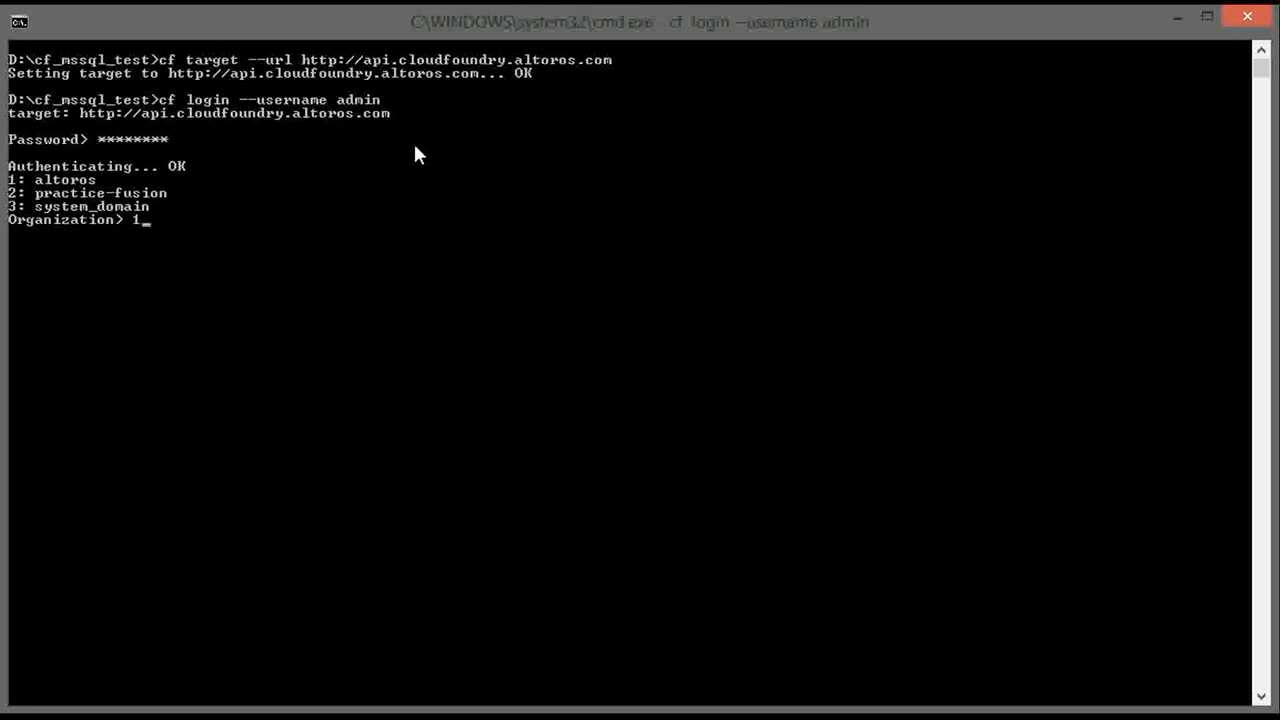 C:\WINDOWS\system32\cmd.exe - cf login --username admin
D:\cf_mssql_test>cf target --url http://api.cloudfoundry.altoros.com
Setting target to http://api.cloudfoundry.altoros.com... OK
D:\cf_mssql_test>cf login --username admin
target: http://api.cloudfoundry.altoros.com
Password> ********
Authenticating... OK
1: altoros
2: practice-fusion
3: system_domain
Organization> 1_